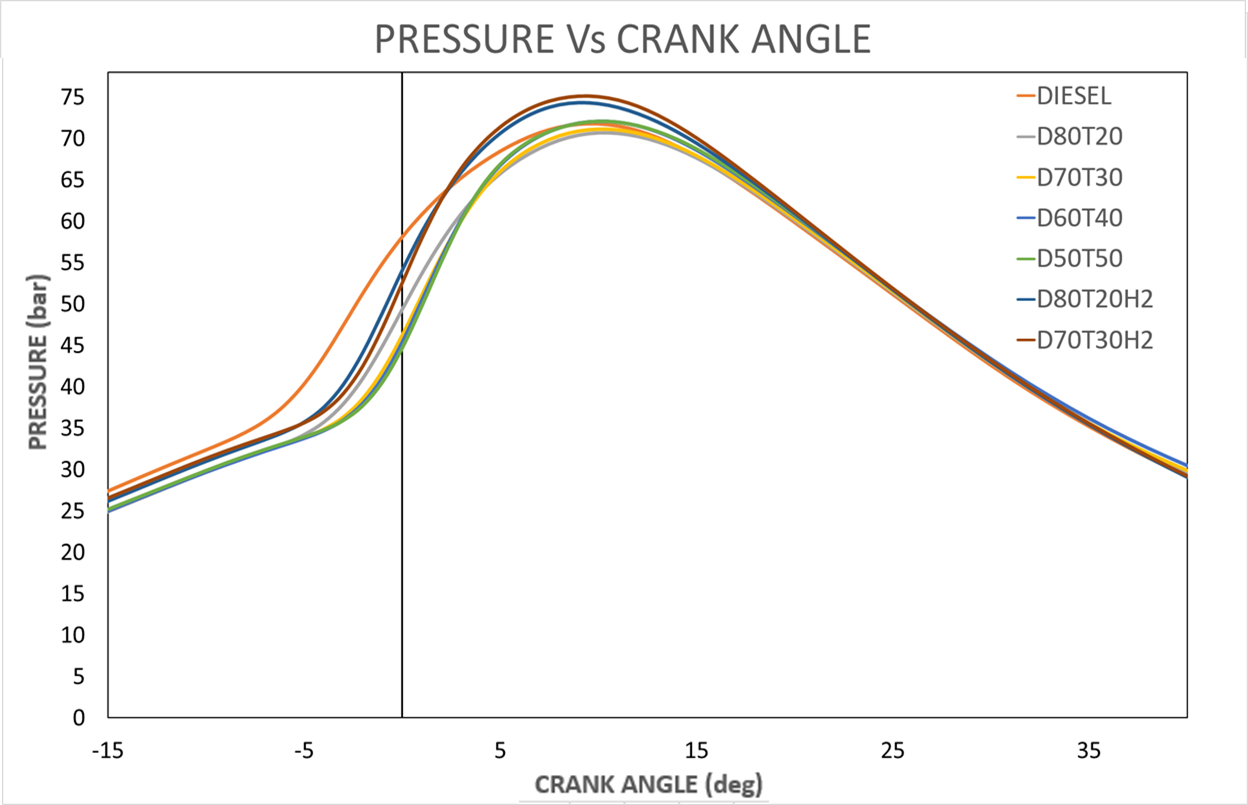 PRESSURE Vs CRANK ANGLE
75
70
65
60
55
50
45
40
35
30
25
20
15
10
5
0
PRESSURE (bar)
DIESEL
D80T20
D70T30
D60T40
D50T50
D80T20H2
D70T30H2
-15 -5 5 15 25 35
CRANK ANGLE (deg)